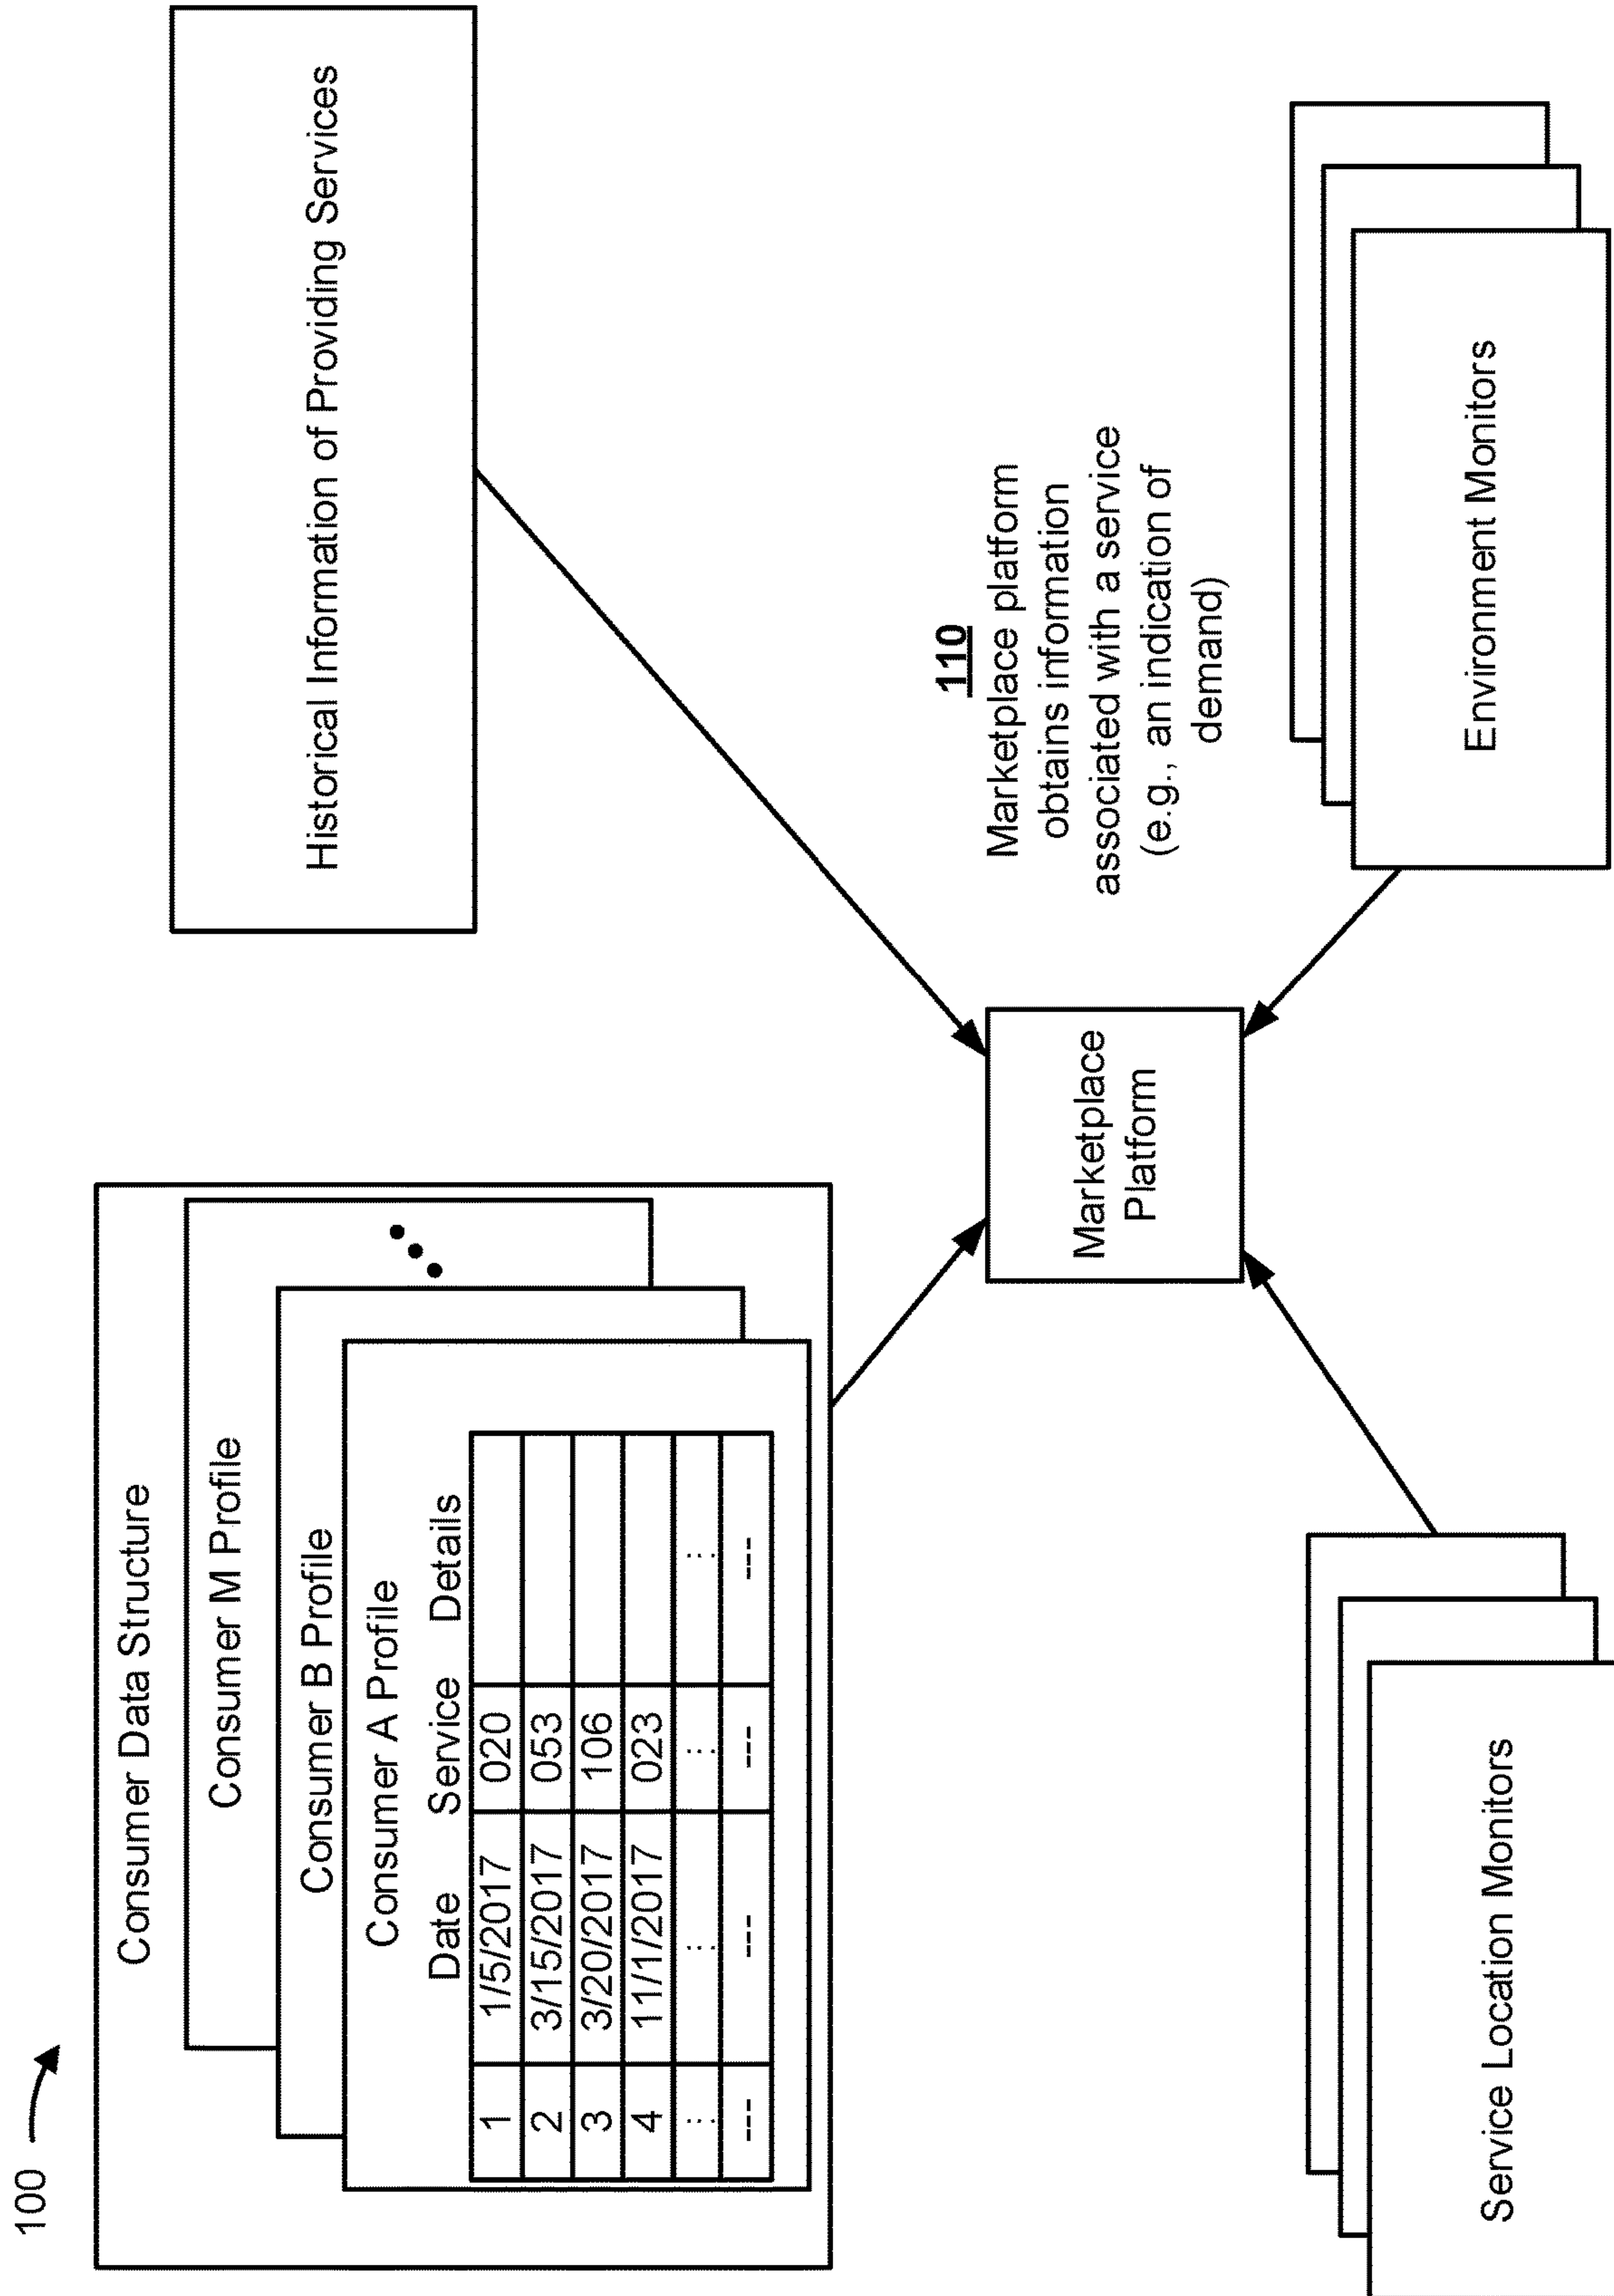 100
Consumer Data Structure
Consumer M Profile
Consumer B Profile
Consumer A Profile
Date Service Details
1 1/5/2017 020
2 3/15/2017 053
3 3/20/2017 106
4 11/1/2017 023
... ... ... ...
--- --- --- ---
Historical Information of Providing Services
Marketplace
Platform
110
Marketplace platform
obtains information
associated with a service
(e.g., an indication of
demand)
Service Location Monitors
Environment Monitors